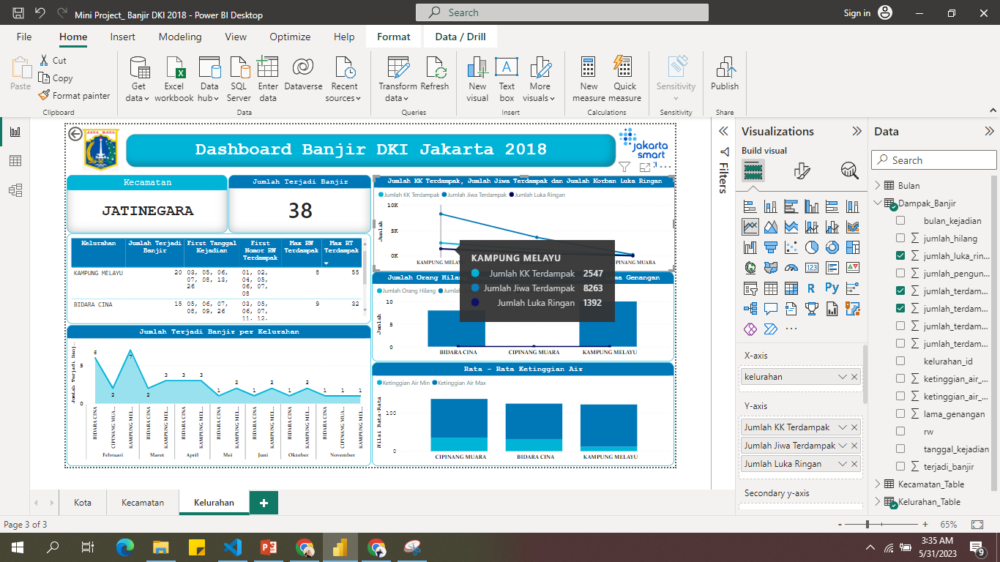 Mini Project_ Banjir DKI 2018 - Power BI Desktop
Search
Sign in
File Home Insert Modeling View Optimize Help Format Data / Drill
Paste
Cut
Copy
Format painter
Clipboard
Get data
Excel workbook
Data hub
SQL Server
Enter data
Dataverse
Recent sources
Data
Transform data
Refresh
Queries
New visual
Text box
More visuals
Insert
New measure
Quick measure
Calculations
Sensitivity
Sensitivity
Publish
Share
JAYA RAYA
Dashboard Banjir DKI Jakarta 2018
jakarta
smart
Kecamatan
JATINEGARA
Jumlah Terjadi Banjir
38
Kelurahan Jumlah Terjadi Banjir First Tanggal Kejadian First Nomor RW Terdampak Max RW Terdampak Max RT Terdampak
KAMPUNG MELAYU 20 03, 05, 06, 07, 08, 13, 26 01, 02, 04, 05, 06, 07, 08 8 55
BIDARA CINA 15 05, 06, 07, 08, 09, 26 03, 05, 06, 07, 11, 12, 9 32
Jumlah Terjadi Banjir per Kelurahan
Jumlah Terjadi Banj...
5
0
6 2 7 2 3 3 3 1 2 1 2 1 2 1 1 1
BIDARA CINA
CIPINANG MUA...
KAMPUNG MEL...
BIDARA CINA
KAMPUNG MEL...
BIDARA CINA
KAMPUNG MEL...
BIDARA CINA
KAMPUNG MEL...
BIDARA CINA
KAMPUNG MEL...
BIDARA CINA
KAMPUNG MEL...
BIDARA CINA
CIPINANG MUA...
KAMPUNG MEL...
Februari Maret April Mei Juni Oktober November
Jumlah KK Terdampak, Jumlah Jiwa Terdampak dan Jumlah Korban Luka Ringan
Jumlah KK Terdampak Jumlah Jiwa Terdampak Jumlah Luka Ringan
Jumlah
10K
5K
0K
KAMPUNG MELAYU
CIPINANG MUARA
KAMPUNG MELAYU
Jumlah KK Terdampak 2547
Jumlah Jiwa Terdampak 8263
Jumlah Luka Ringan 1392
Jumlah Orang Hilan
ama Genangan
Jumlah Orang Hilang
Jumlah
10
5
0
BIDARA CINA CIPINANG MUARA KAMPUNG MELAYU
Rata - Rata Ketinggian Air
Ketinggian Air Min Ketinggian Air Max
Nilai Rata-Rata
100
0
CIPINANG MUARA BIDARA CINA KAMPUNG MELAYU
Filters
Visualizations
Build visual
R Py
X-axis
kelurahan
Y-axis
Jumlah KK Terdampak
Jumlah Jiwa Terdampak
Jumlah Luka Ringan
Secondary y-axis
Data
Search
Bulan
Dampak_Banjir
bulan_kejadian
jumlah_hilang
jumlah_luka_rin...
jumlah_pengun...
jumlah_terdam...
jumlah_terdam...
jumlah_terdam...
jumlah_terdam...
kelurahan_id
ketinggian_air_...
ketinggian_air_...
lama_genangan
rw
tanggal_kejadian
terjadi_banjir
Kecamatan_Table
Kelurahan_Table
Kota Kecamatan Kelurahan
Page 3 of 3
65%
3:35 AM
5/31/2023
9